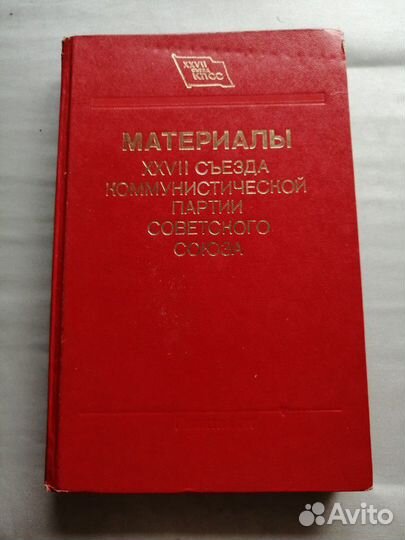 XXVII
СЪЕЗД
КПСС
МАТЕРИАЛЫ
XXVII СЪЕЗДА
КОММУНИСТИЧЕСКОЙ
ПАРТИИ
СОВЕТСКОГО
СОЮЗА
Avito